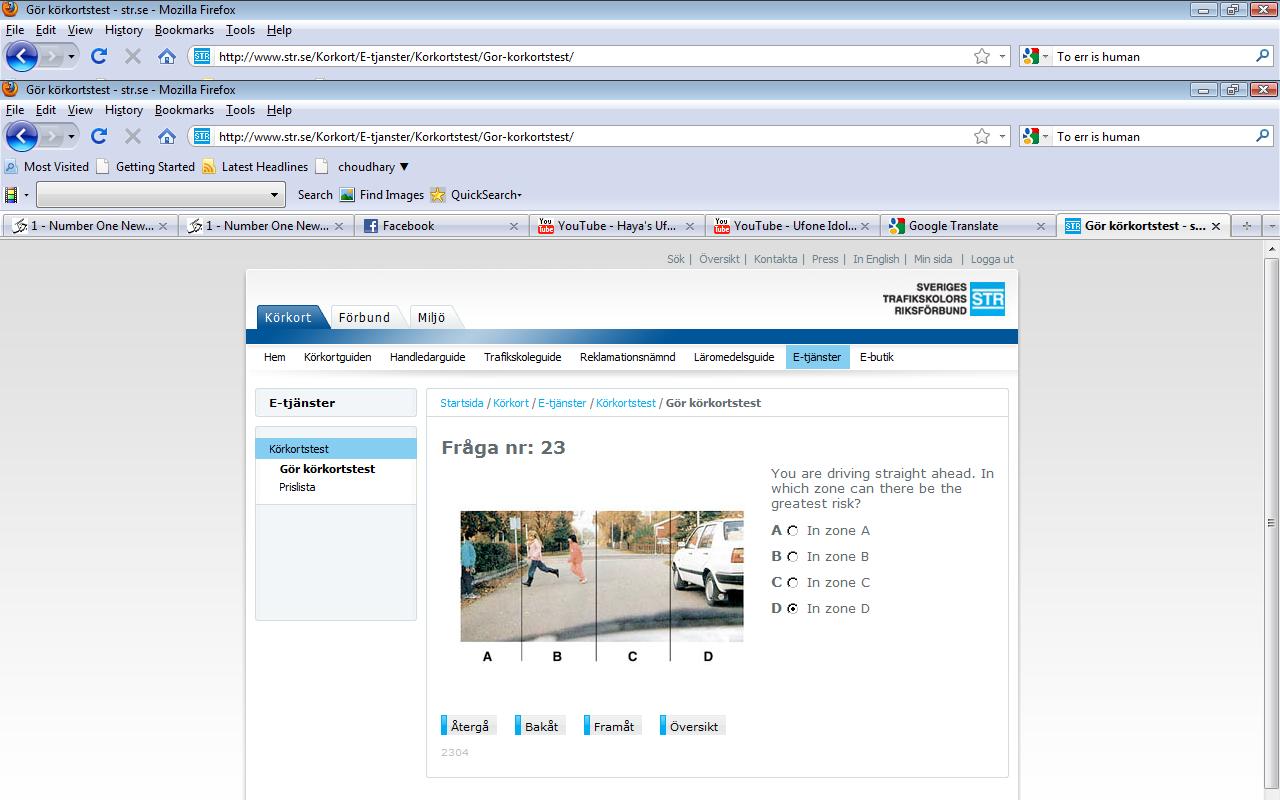 Gör körkortstest - str.se - Mozilla Firefox
File Edit View History Bookmarks Tools Help
STR http://www.str.se/Korkort/E-tjanster/Korkortstest/Gor-korkortstest/ To err is human
Gör körkortstest - str.se - Mozilla Firefox
File Edit View History Bookmarks Tools Help
STR http://www.str.se/Korkort/E-tjanster/Korkortstest/Gor-korkortstest/ To err is human
Most Visited Getting Started Latest Headlines choudhary
Search Find Images QuickSearch
1 - Number One New... 1 - Number One New... Facebook YouTube - Haya's Uf... YouTube - Ufone Idol... Google Translate Gör körkortstest - s...
Sök | Översikt | Kontakta | Press | In English | Min sida | Logga ut
SVERIGES
TRAFIKSKOLORS STR
RIKSFÖRBUND
Körkort Förbund Miljö
Hem Körkortguiden Handledarguide Trafikskoleguide Reklamationsnämnd Läromedelsguide E-tjänster E-butik
E-tjänster
Körkortstest
Gör körkortstest
Prislista
Startsida / Körkort / E-tjänster / Körkortstest / Gör körkortstest
Fråga nr: 23
You are driving straight ahead. In
which zone can there be the
greatest risk?
A In zone A
B In zone B
C In zone C
D In zone D
A B C D
Återgå Bakåt Framåt Översikt
2304